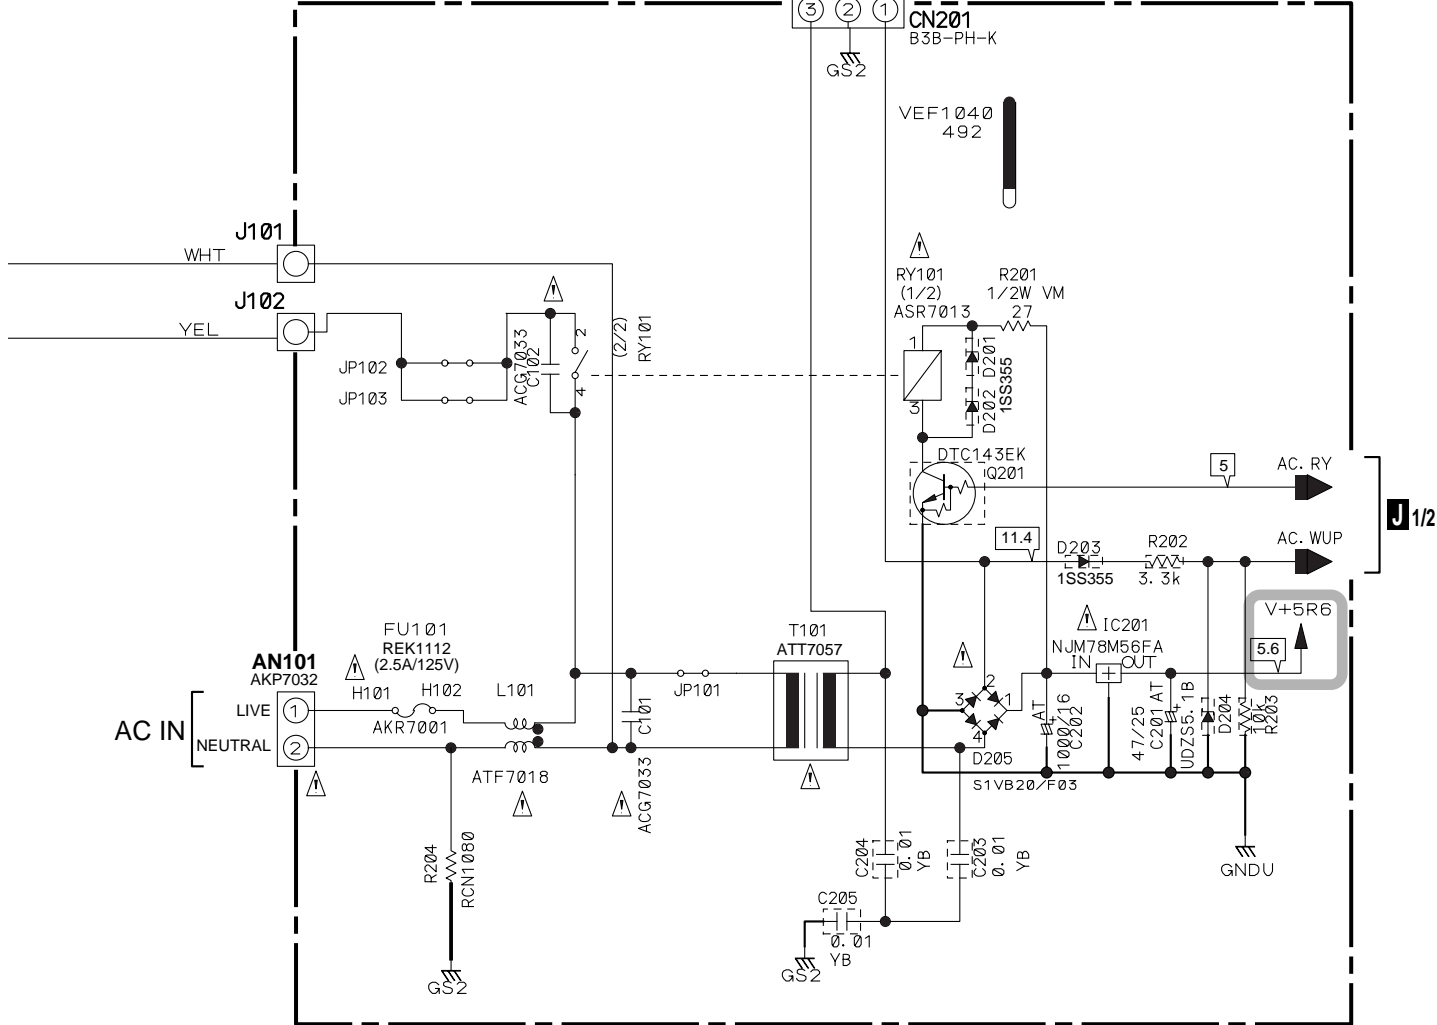 3 2 1
CN201
B3B-PH-K
GS2
VEF1040
492
J101
WHT
J102
YEL
RY101
(1/2)
ASR7013
R201
1/2W VM
27
JP102
JP103
ACG7033
C102
2
4
(2/2)
RY101
1
3
D201
D202
1SS355
DTC143EK
Q201
5
AC. RY
11.4
D203
1SS355
R202
3. 3k
AC. WUP
J 1/2
V+5R6
5.6
FU101
REK1112
(2.5A/125V)
AN101
AKP7032
H101
H102
AKR7001
L101
ATF7018
AC IN
LIVE
1
NEUTRAL
2
C101
ACG7033
JP101
T101
ATT7057
IC201
NJM78M56FA
IN
OUT
3
2
1
4
D205
S1VB20/F03
1000/16
AT
C202
+
47/25
C201 AT
+
UDZS5. 1B
D204
10k
R203
GNDU
R204
RCN1080
GS2
C204
0. 01
YB
C203
0. 01
YB
C205
0. 01
YB
GS2